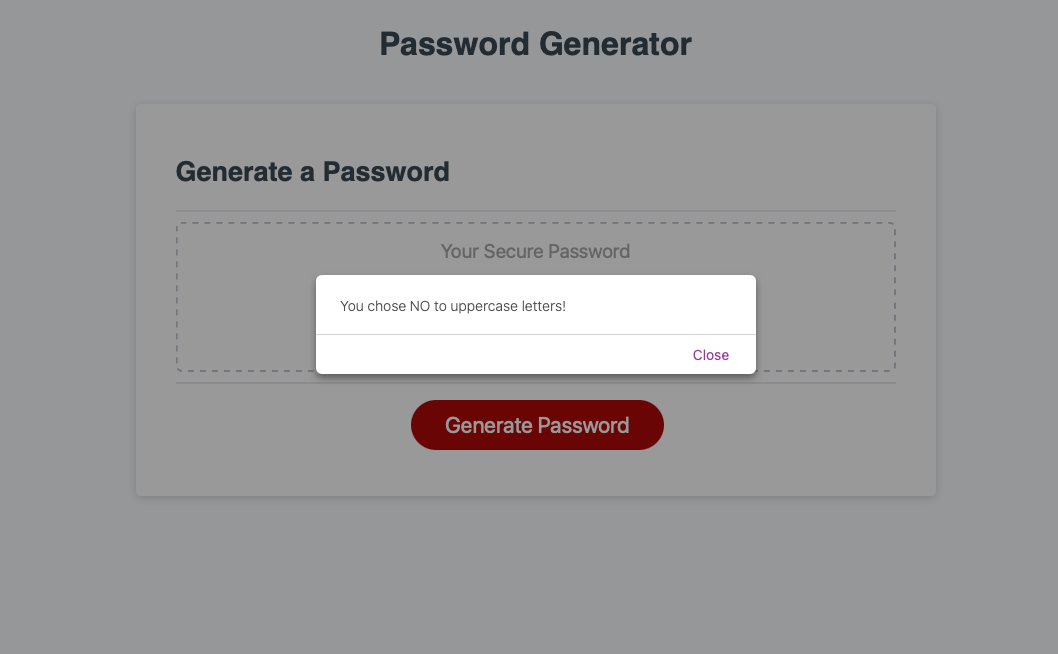 Password Generator
Generate a Password
Your Secure Password
You chose NO to uppercase letters!
Close
Generate Password